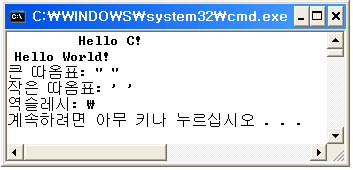 C:₩WINDOWS₩system32₩cmd.exe
Hello C!
Hello World!
큰 따옴표: " "
작은 따옴표: ' '
역슬레시: ₩
계속하려면 아무 키나 누르십시오 . . .